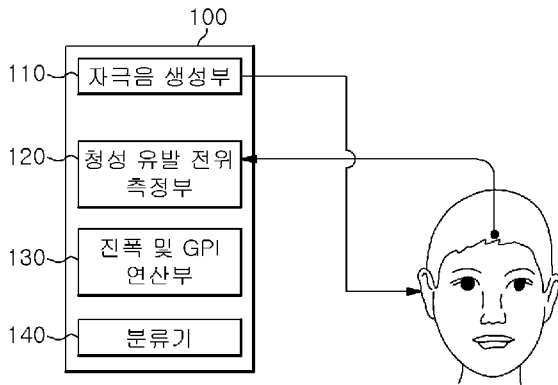 100
110
자극음 생성부
120
청성 유발 전위
측정부
130
진폭 및 GPI
연산부
140
분류기